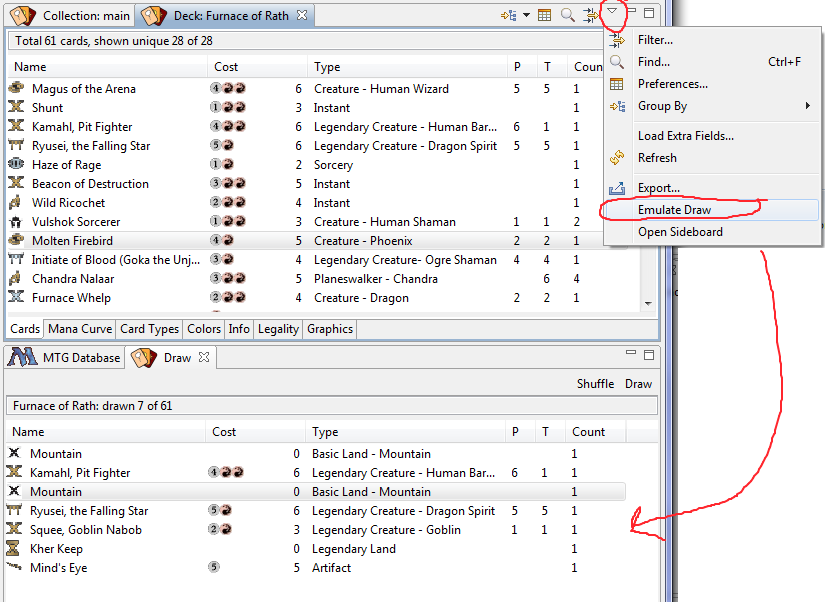 Collection: main Deck: Furnace of Rath
Total 61 cards, shown unique 28 of 28
Name Cost Type P T Coun
Magus of the Arena 4 6 Creature - Human Wizard 5 5 1
Shunt 1 3 Instant 1
Kamahl, Pit Fighter 4 6 Legendary Creature - Human Bar... 6 1 1
Ryusei, the Falling Star 5 6 Legendary Creature - Dragon Spirit 5 5 1
Haze of Rage 1 2 Sorcery 1
Beacon of Destruction 3 5 Instant 1
Wild Ricochet 2 4 Instant 1
Vulshok Sorcerer 1 3 Creature - Human Shaman 1 1 2
Molten Firebird 4 5 Creature - Phoenix 2 2 1
Initiate of Blood (Goka the Unj... 3 4 Legendary Creature- Ogre Shaman 4 4 1
Chandra Nalaar 3 5 Planeswalker - Chandra 6 4
Furnace Whelp 2 4 Creature - Dragon 2 2 1
Cards Mana Curve Card Types Colors Info Legality Graphics
Filter...
Find... Ctrl+F
Preferences...
Group By
Load Extra Fields...
Refresh
Export...
Emulate Draw
Open Sideboard
MTG Database Draw
Shuffle Draw
Furnace of Rath: drawn 7 of 61
Name Cost Type P T Count
Mountain 0 Basic Land - Mountain 1
Kamahl, Pit Fighter 4 6 Legendary Creature - Human Bar... 6 1 1
Mountain 0 Basic Land - Mountain 1
Ryusei, the Falling Star 5 6 Legendary Creature - Dragon Spirit 5 5 1
Squee, Goblin Nabob 2 3 Legendary Creature - Goblin 1 1 1
Kher Keep 0 Legendary Land 1
Mind's Eye 5 5 Artifact 1